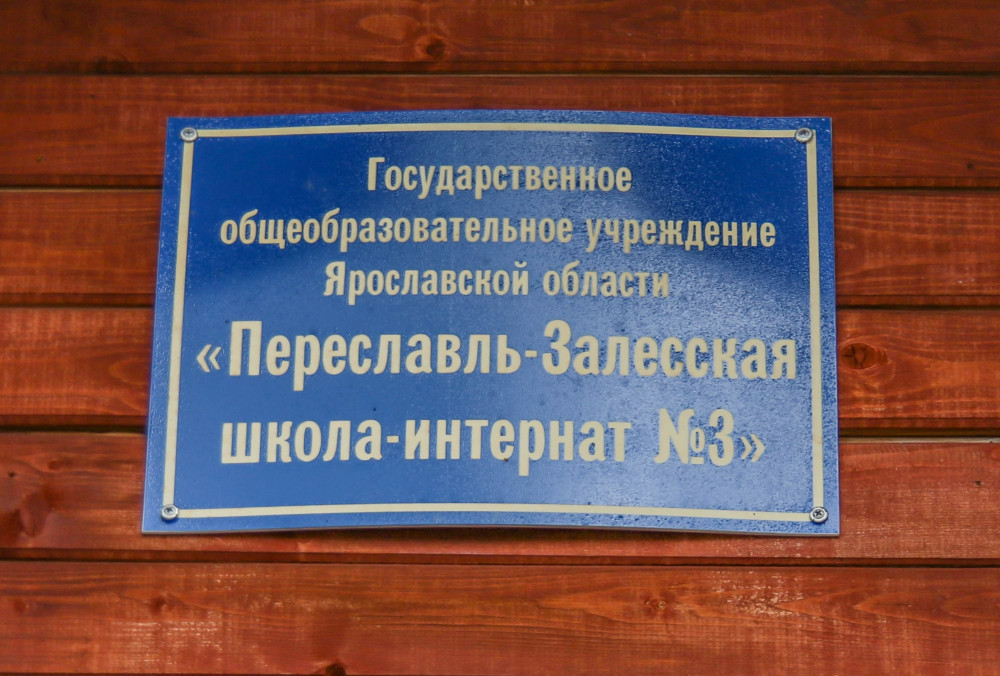 Государственное
общеобразовательное учреждение
Ярославской области
«Переславль-Залесская
школа-интернат №3»